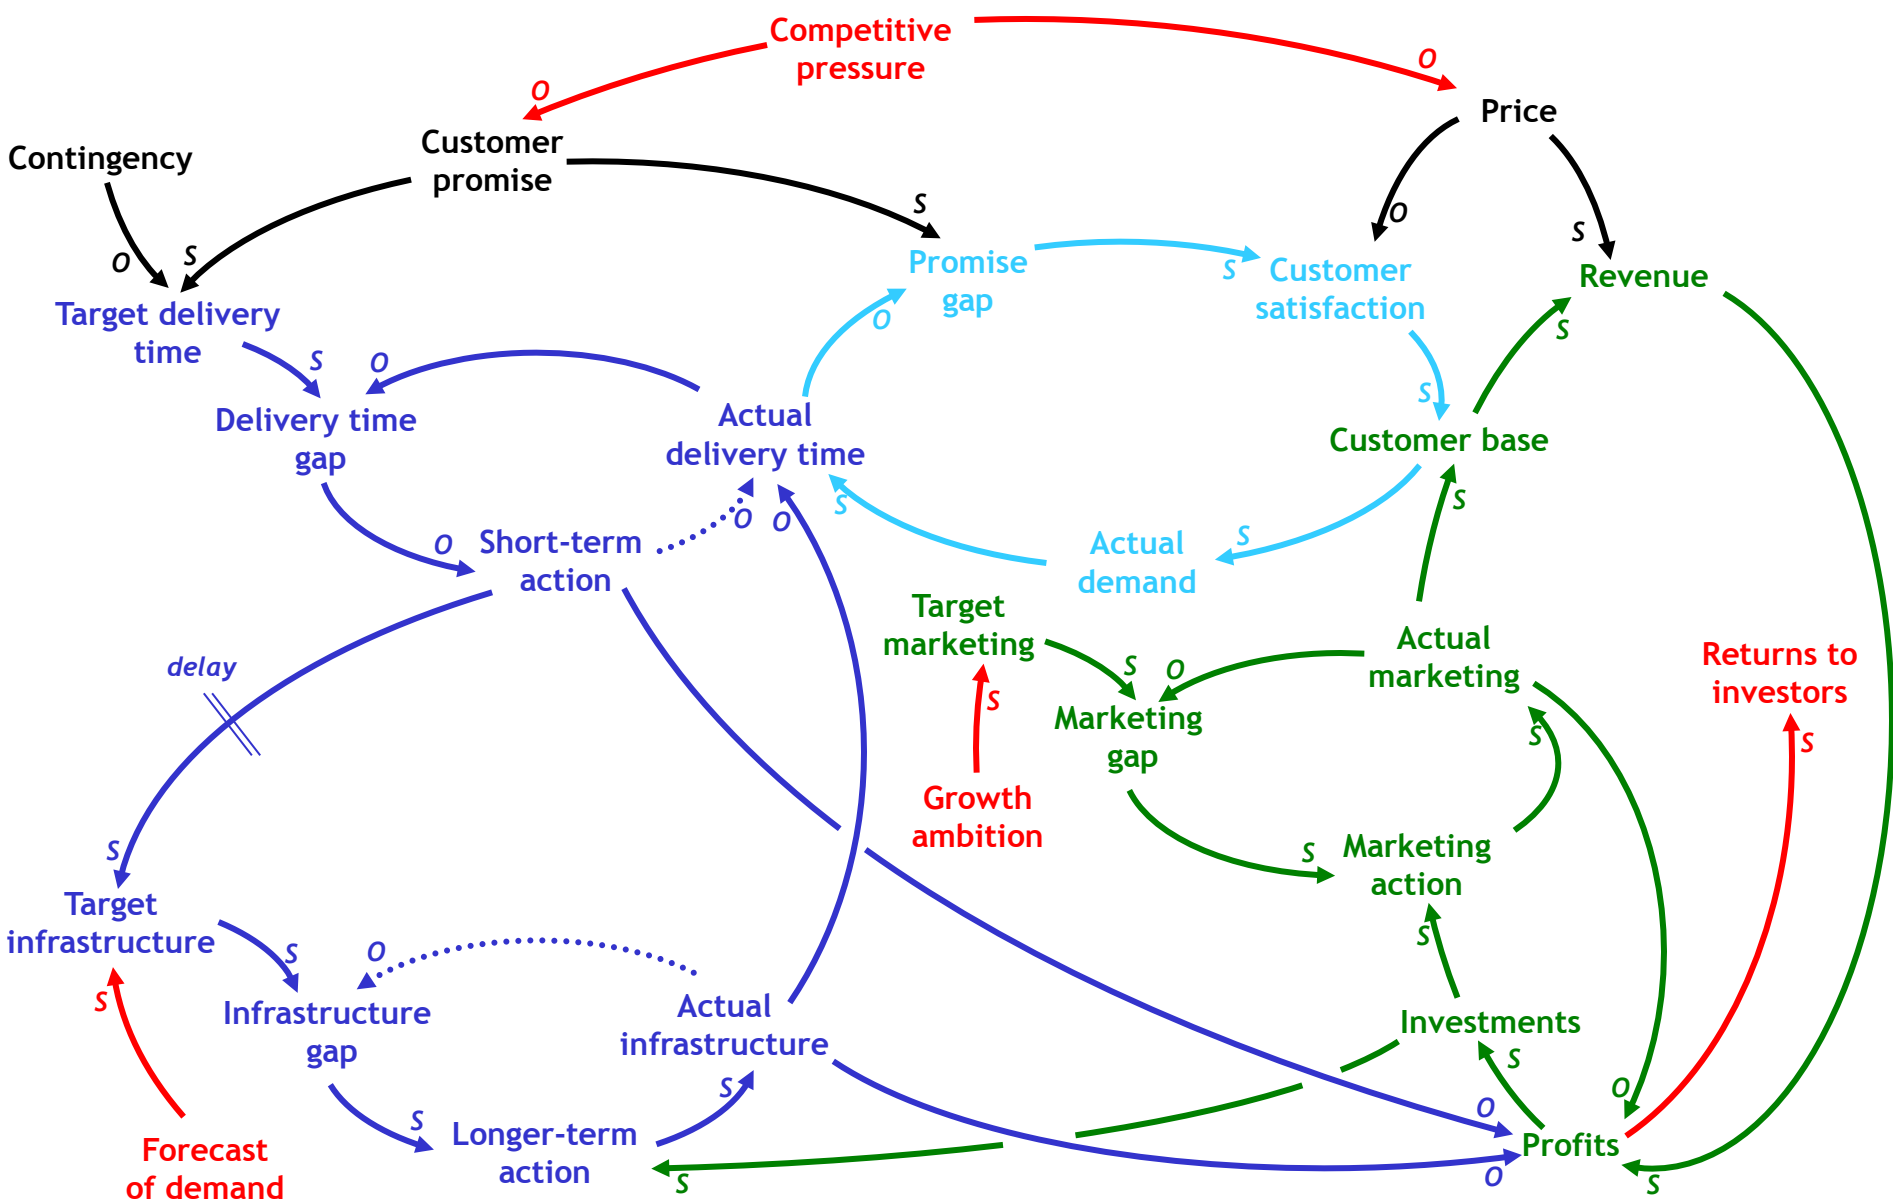 Competitive
pressure
O
O
Price
Customer
promise
Contingency
S
O
S
O
S
Promise
gap
S
Customer
satisfaction
Revenue
Target delivery
time
O
S
S
O
S
Delivery time
gap
Actual
delivery time
Customer base
S
O
O
S
S
O
Short-term
action
Actual
demand
S
Target
marketing
Actual
marketing
Returns to
investors
delay
S
O
S
Marketing
gap
S
S
Growth
ambition
S
S
Marketing
action
Target
infrastructure
S
O
S
S
Infrastructure
gap
Actual
infrastructure
Investments
S
S
S
O
O
Longer-term
action
Profits
Forecast
of demand
S
O
S